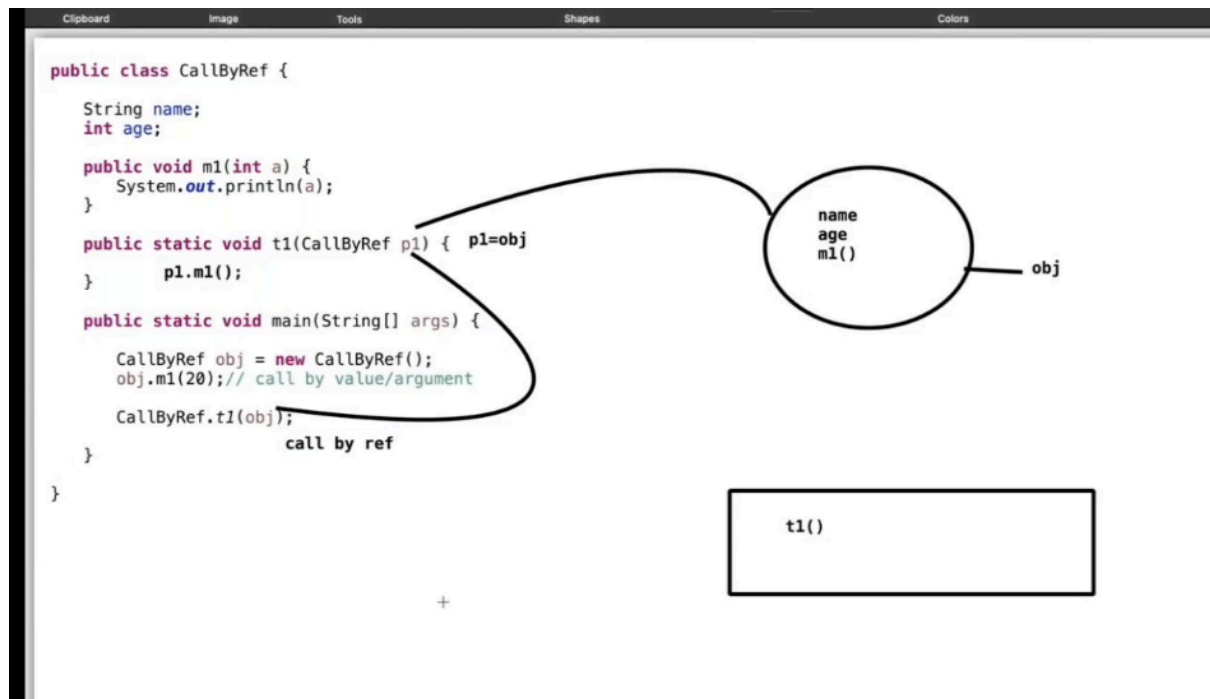 Clipboard Image Tools Shapes Colors
public class CallByRef {
String name;
int age;
public void m1(int a) {
System.out.println(a);
}
public static void t1(CallByRef p1) { p1=obj
p1.m1();
}
public static void main(String[] args) {
CallByRef obj = new CallByRef();
obj.m1(20);// call by value/argument
CallByRef.t1(obj);
call by ref
}
}
name
age
m1()
obj
t1()